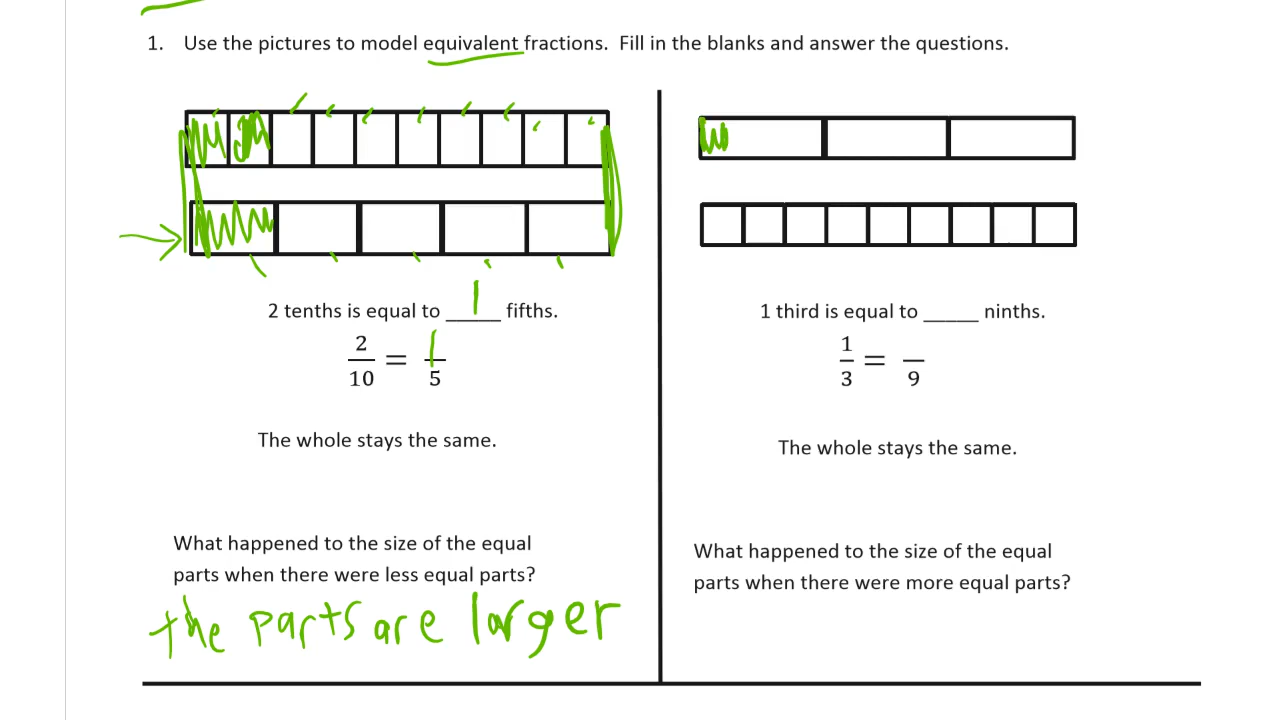 1. Use the pictures to model equivalent fractions. Fill in the blanks and answer the questions.
2 tenths is equal to __1__ fifths.
2/10 = 1/5
The whole stays the same.
What happened to the size of the equal
parts when there were less equal parts?
the parts are larger
1 third is equal to _____ ninths.
1/3 = /9
The whole stays the same.
What happened to the size of the equal
parts when there were more equal parts?